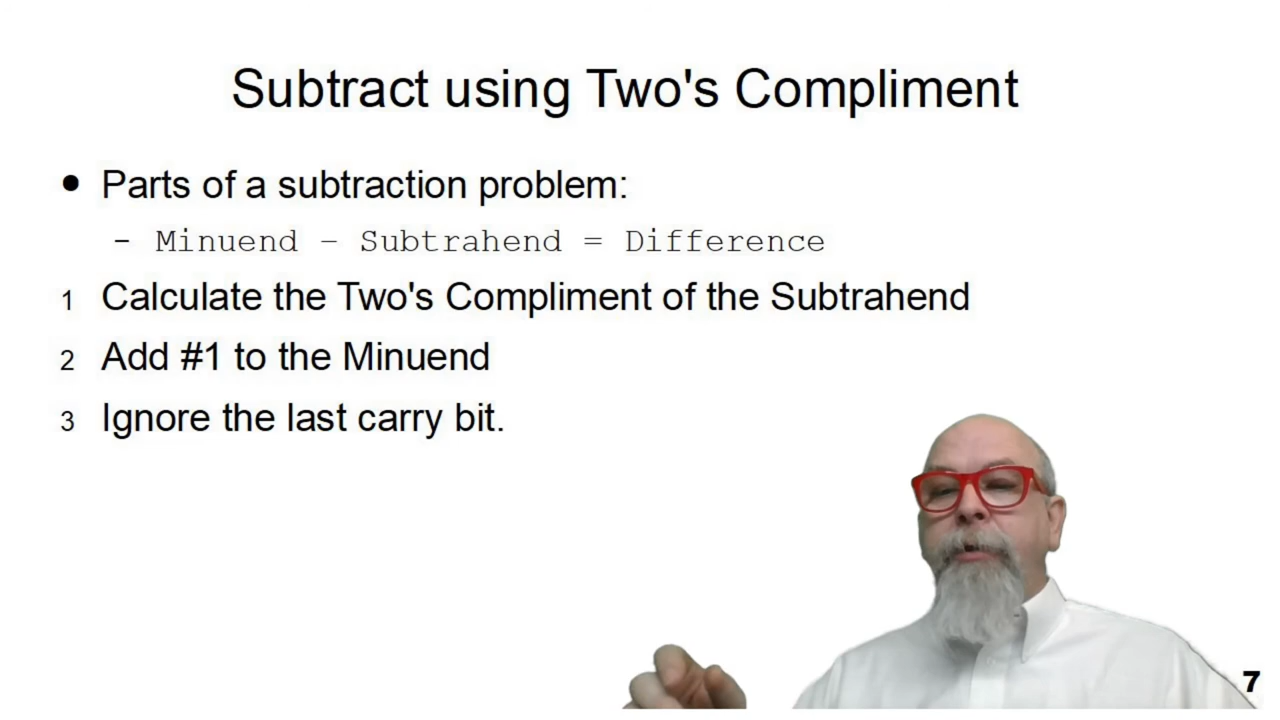 Subtract using Two's Compliment
● Parts of a subtraction problem:
– Minuend – Subtrahend = Difference
1 Calculate the Two's Compliment of the Subtrahend
2 Add #1 to the Minuend
3 Ignore the last carry bit.
7